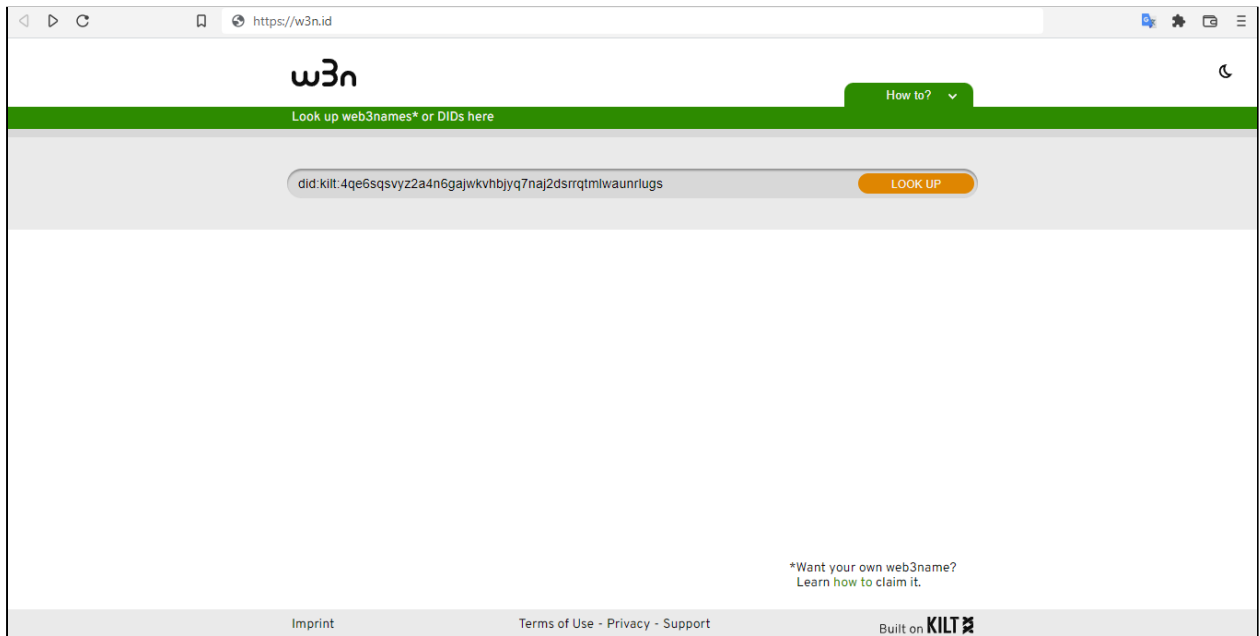 https://w3n.id
w3n
How to?
Look up web3names* or DIDs here
did:kilt:4qe6sqsvyz2a4n6gajwkvhbjyq7naj2dsrrqtmlwaunrlugs
LOOK UP
*Want your own web3name?
Learn how to claim it.
Imprint
Terms of Use - Privacy - Support
Built on KILT